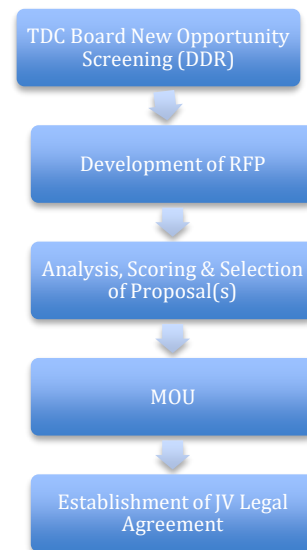 TDC Board New Opportunity
Screening (DDR)
Development of RFP
Analysis, Scoring & Selection
of Proposal(s)
MOU
Establishment of JV Legal
Agreement